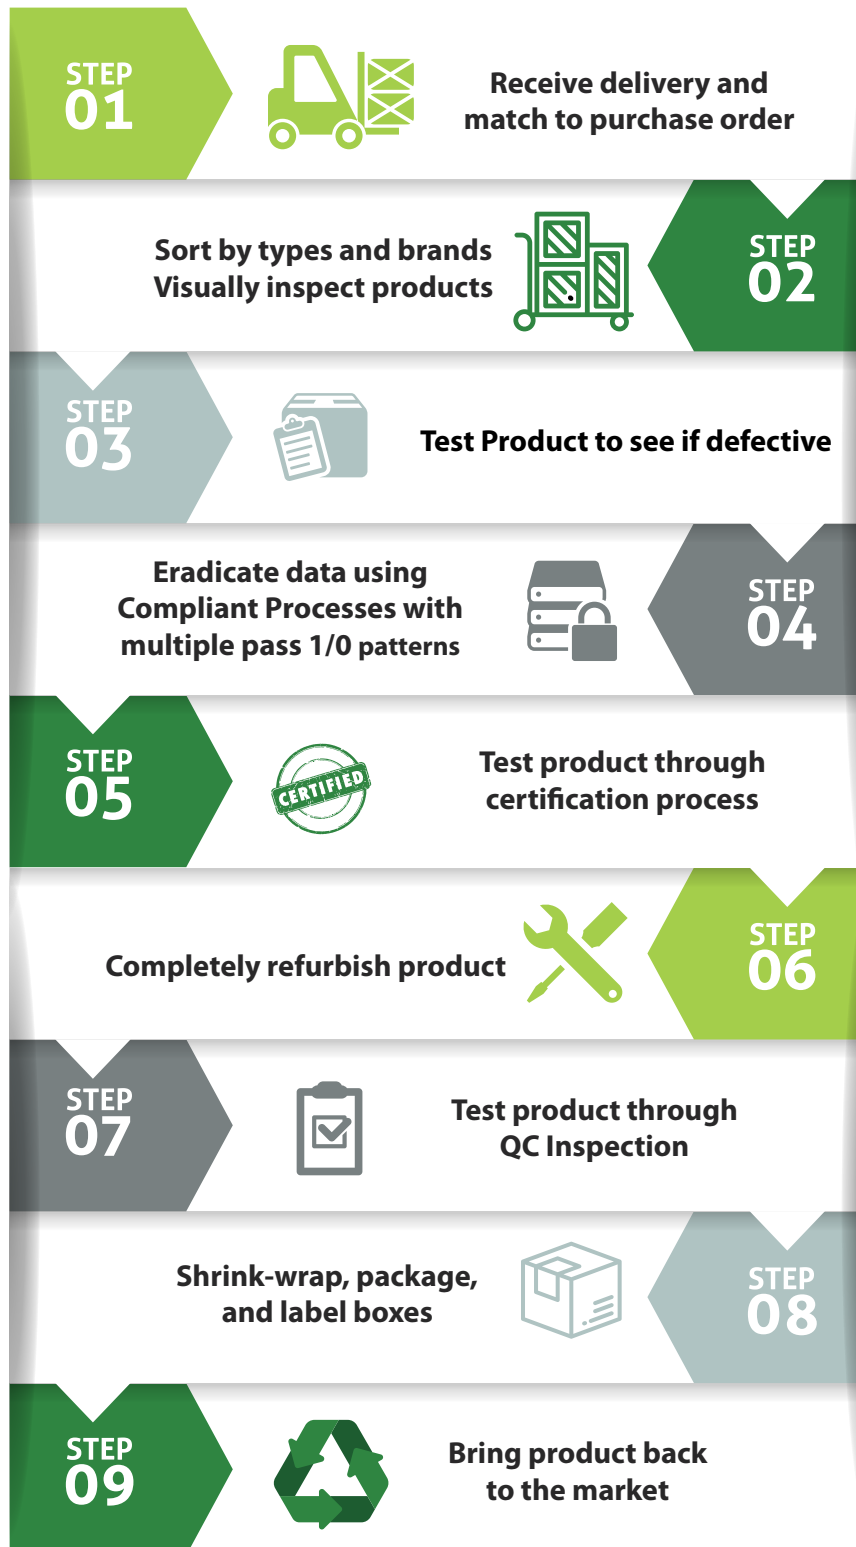 STEP
01
Receive delivery and
match to purchase order
Sort by types and brands
Visually inspect products
STEP
02
STEP
03
Test Product to see if defective
Eradicate data using
Compliant Processes with
multiple pass 1/0 patterns
STEP
04
STEP
05
CERTIFIED
Test product through
certification process
Completely refurbish product
STEP
06
STEP
07
Test product through
QC Inspection
Shrink-wrap, package,
and label boxes
STEP
08
STEP
09
Bring product back
to the market